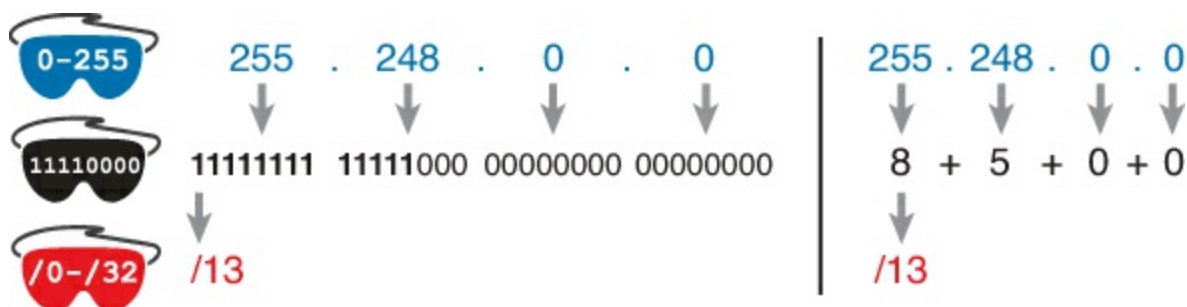 0-255 255 . 248 . 0 . 0 255 . 248 . 0 . 0
11110000 11111111 11111000 00000000 00000000 8 + 5 + 0 + 0
/0-/32 /13 /13